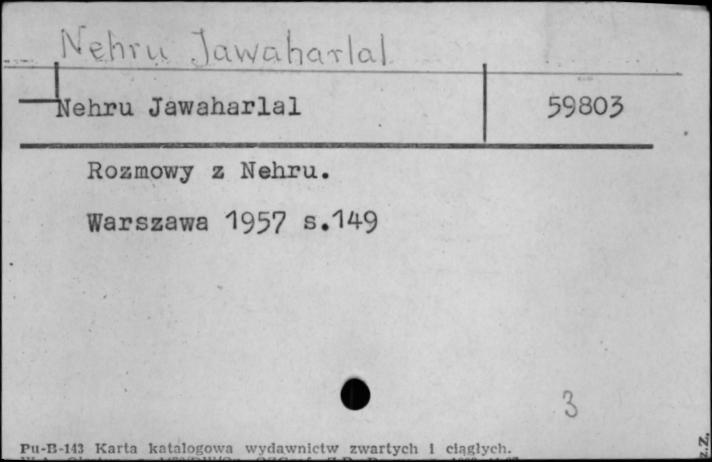 Nehru Jawaharlal
Nehru Jawaharlal 59803
Rozmowy z Nehru.
Warszawa 1957 s.149
3
Pu-B-143 Karta katalogowa wydawnictw zwartych i ciągłych.
z.Z.